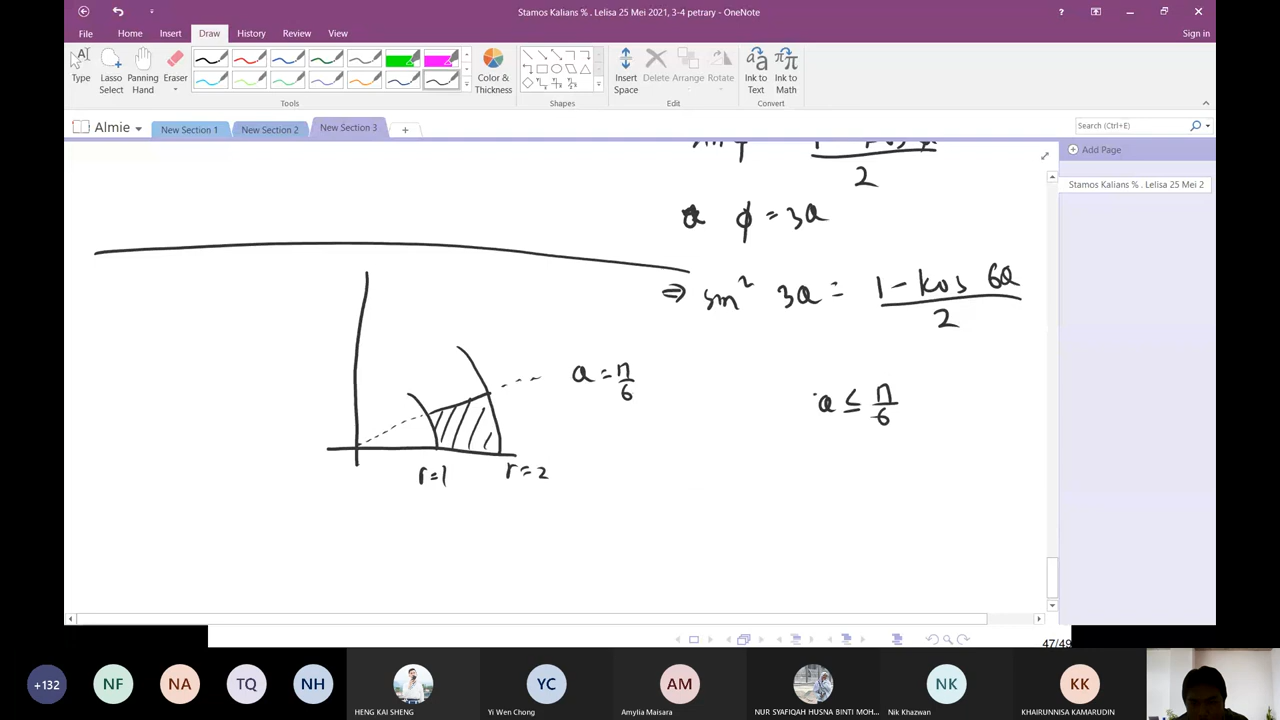 Stamos Kalians % . Lelisa 25 Mei 2021, 3-4 petrary - OneNote
?
File Home Insert Draw History Review View
Sign in
Type
Lasso Select
Panning Hand
Eraser
Color & Thickness
Insert Space
Delete
Arrange
Rotate
Ink to Text
Ink to Math
Tools
Shapes
Edit
Convert
Almie
New Section 1
New Section 2
New Section 3
+
Search (Ctrl+E)
Add Page
Stamos Kalians % . Lelisa 25 Mei 2
2
ϕ = 3a
⇒ sin² 3a = 1 - kos 6a
2
a = π
6
a ≤ π
6
r=1
r=2
47/49
+132
NF
NA
TQ
NH
YC
AM
NK
KK
HENG KAI SHENG
Yi Wen Chong
Amylia Maisara
NUR SYAFIQAH HUSNA BINTI MOH...
Nik Khazwan
KHAIRUNNISA KAMARUDIN